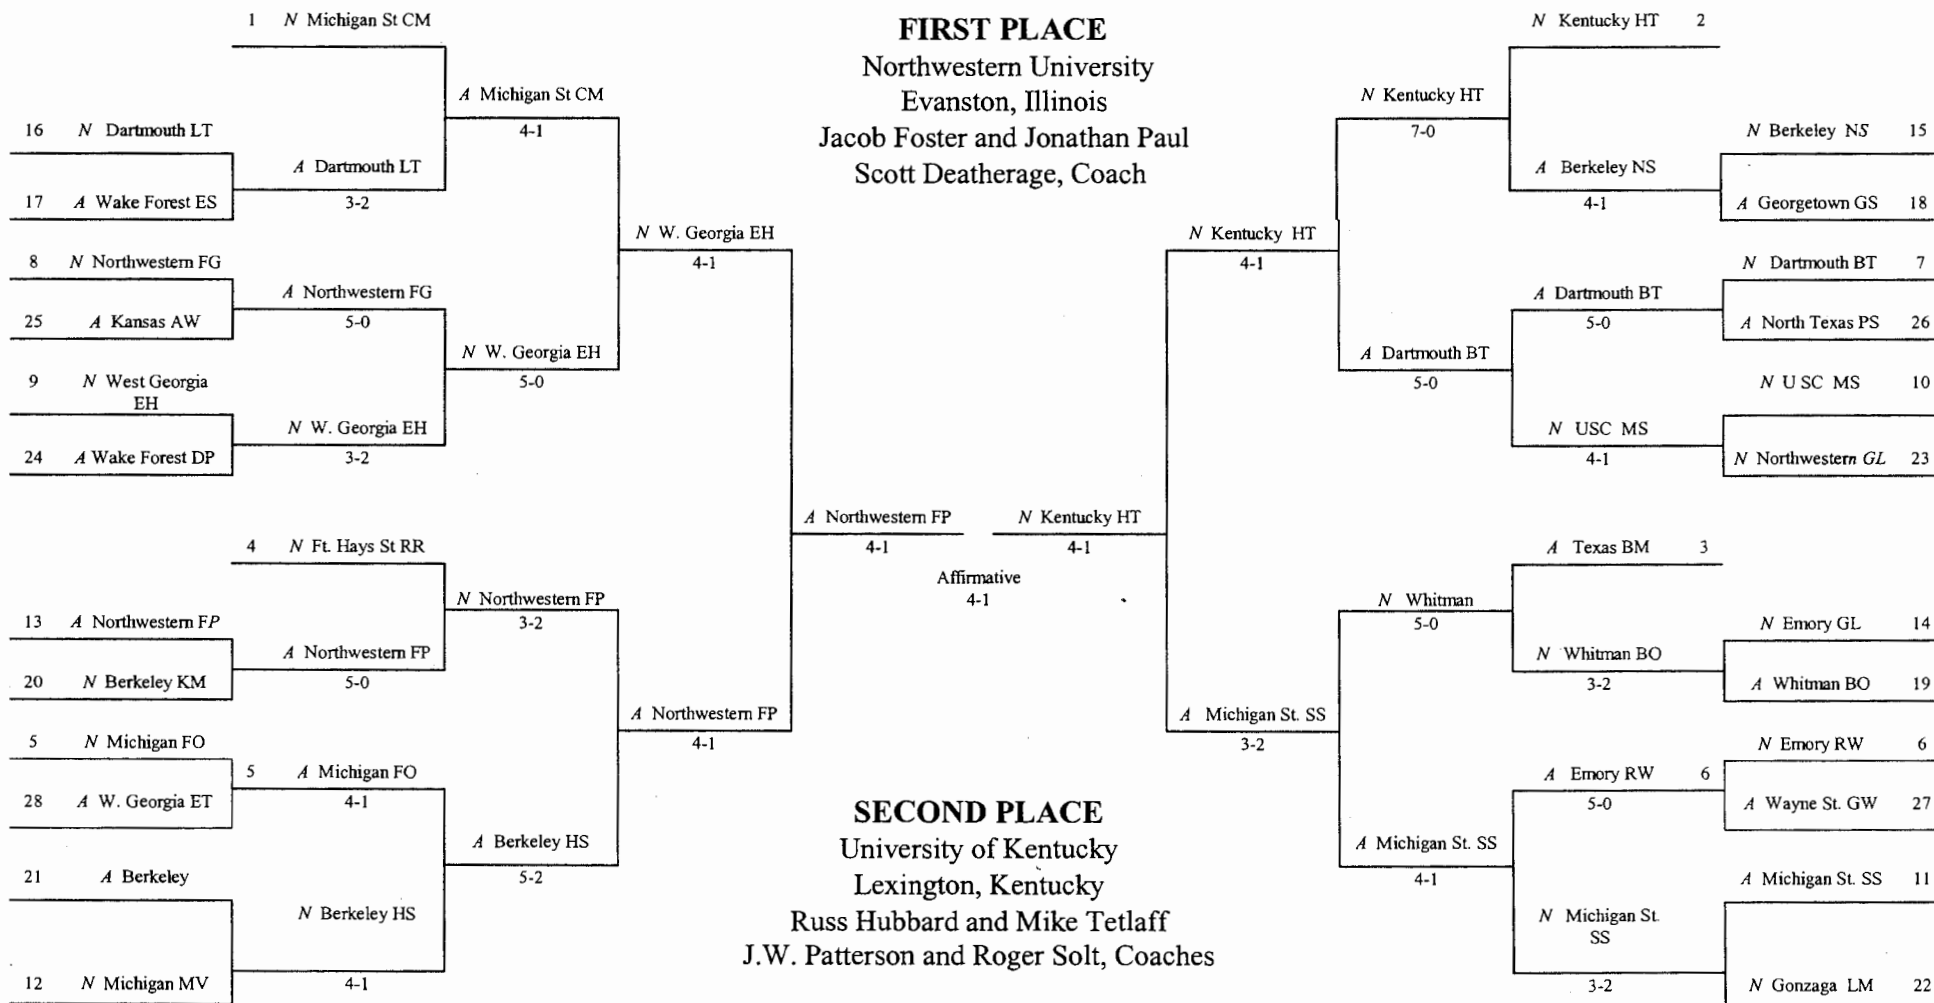 1 N Michigan St CM
A Michigan St CM
4-1
16 N Dartmouth LT
A Dartmouth LT
3-2
17 A Wake Forest ES
N W. Georgia EH
4-1
8 N Northwestern FG
A Northwestern FG
5-0
25 A Kansas AW
N W. Georgia EH
5-0
9 N West Georgia
EH
N W. Georgia EH
3-2
24 A Wake Forest DP
A Northwestern FP
4-1
4 N Ft. Hays St RR
N Northwestern FP
3-2
13 A Northwestern FP
A Northwestern FP
5-0
20 N Berkeley KM
A Northwestern FP
4-1
5 N Michigan FO
5 A Michigan FO
4-1
28 A W. Georgia ET
A Berkeley HS
5-2
21 A Berkeley
N Berkeley HS
4-1
12 N Michigan MV
FIRST PLACE
Northwestern University
Evanston, Illinois
Jacob Foster and Jonathan Paul
Scott Deatherage, Coach
Affirmative
4-1
SECOND PLACE
University of Kentucky
Lexington, Kentucky
Russ Hubbard and Mike Tetlaff
J.W. Patterson and Roger Solt, Coaches
N Kentucky HT 2
N Kentucky HT
7-0
N Berkeley NS 15
A Berkeley NS
4-1
A Georgetown GS 18
N Kentucky HT
4-1
N Dartmouth BT 7
A Dartmouth BT
5-0
A North Texas PS 26
A Dartmouth BT
5-0
N U SC MS 10
N USC MS
4-1
N Northwestern GL 23
N Kentucky HT
4-1
A Texas BM 3
N Whitman
5-0
N Emory GL 14
N Whitman BO
3-2
A Whitman BO 19
A Michigan St. SS
3-2
N Emory RW 6
A Emory RW 6
5-0
A Wayne St. GW 27
A Michigan St. SS
4-1
A Michigan St. SS 11
N Michigan St.
SS
3-2
N Gonzaga LM 22